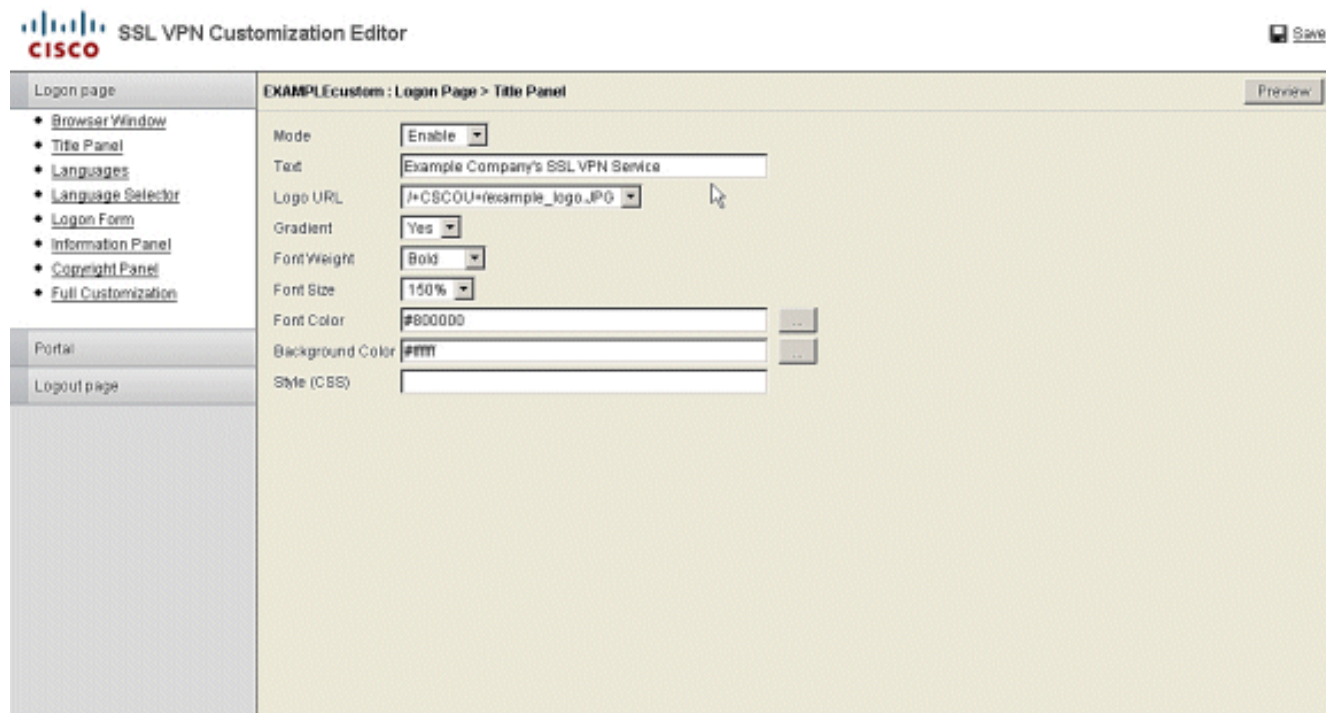 CISCO SSL VPN Customization Editor
Save
Logon page
Browser Window
Title Panel
Languages
Language Selector
Logon Form
Information Panel
Copyright Panel
Full Customization
Portal
Logout page
EXAMPLEcustom : Logon Page > Title Panel
Preview
Mode Enable
Text Example Company's SSL VPN Service
Logo URL /+CSCOU+/example_logo.JPG
Gradient Yes
Font Weight Bold
Font Size 150%
Font Color #800000 ...
Background Color #ffffff ...
Style (CSS)